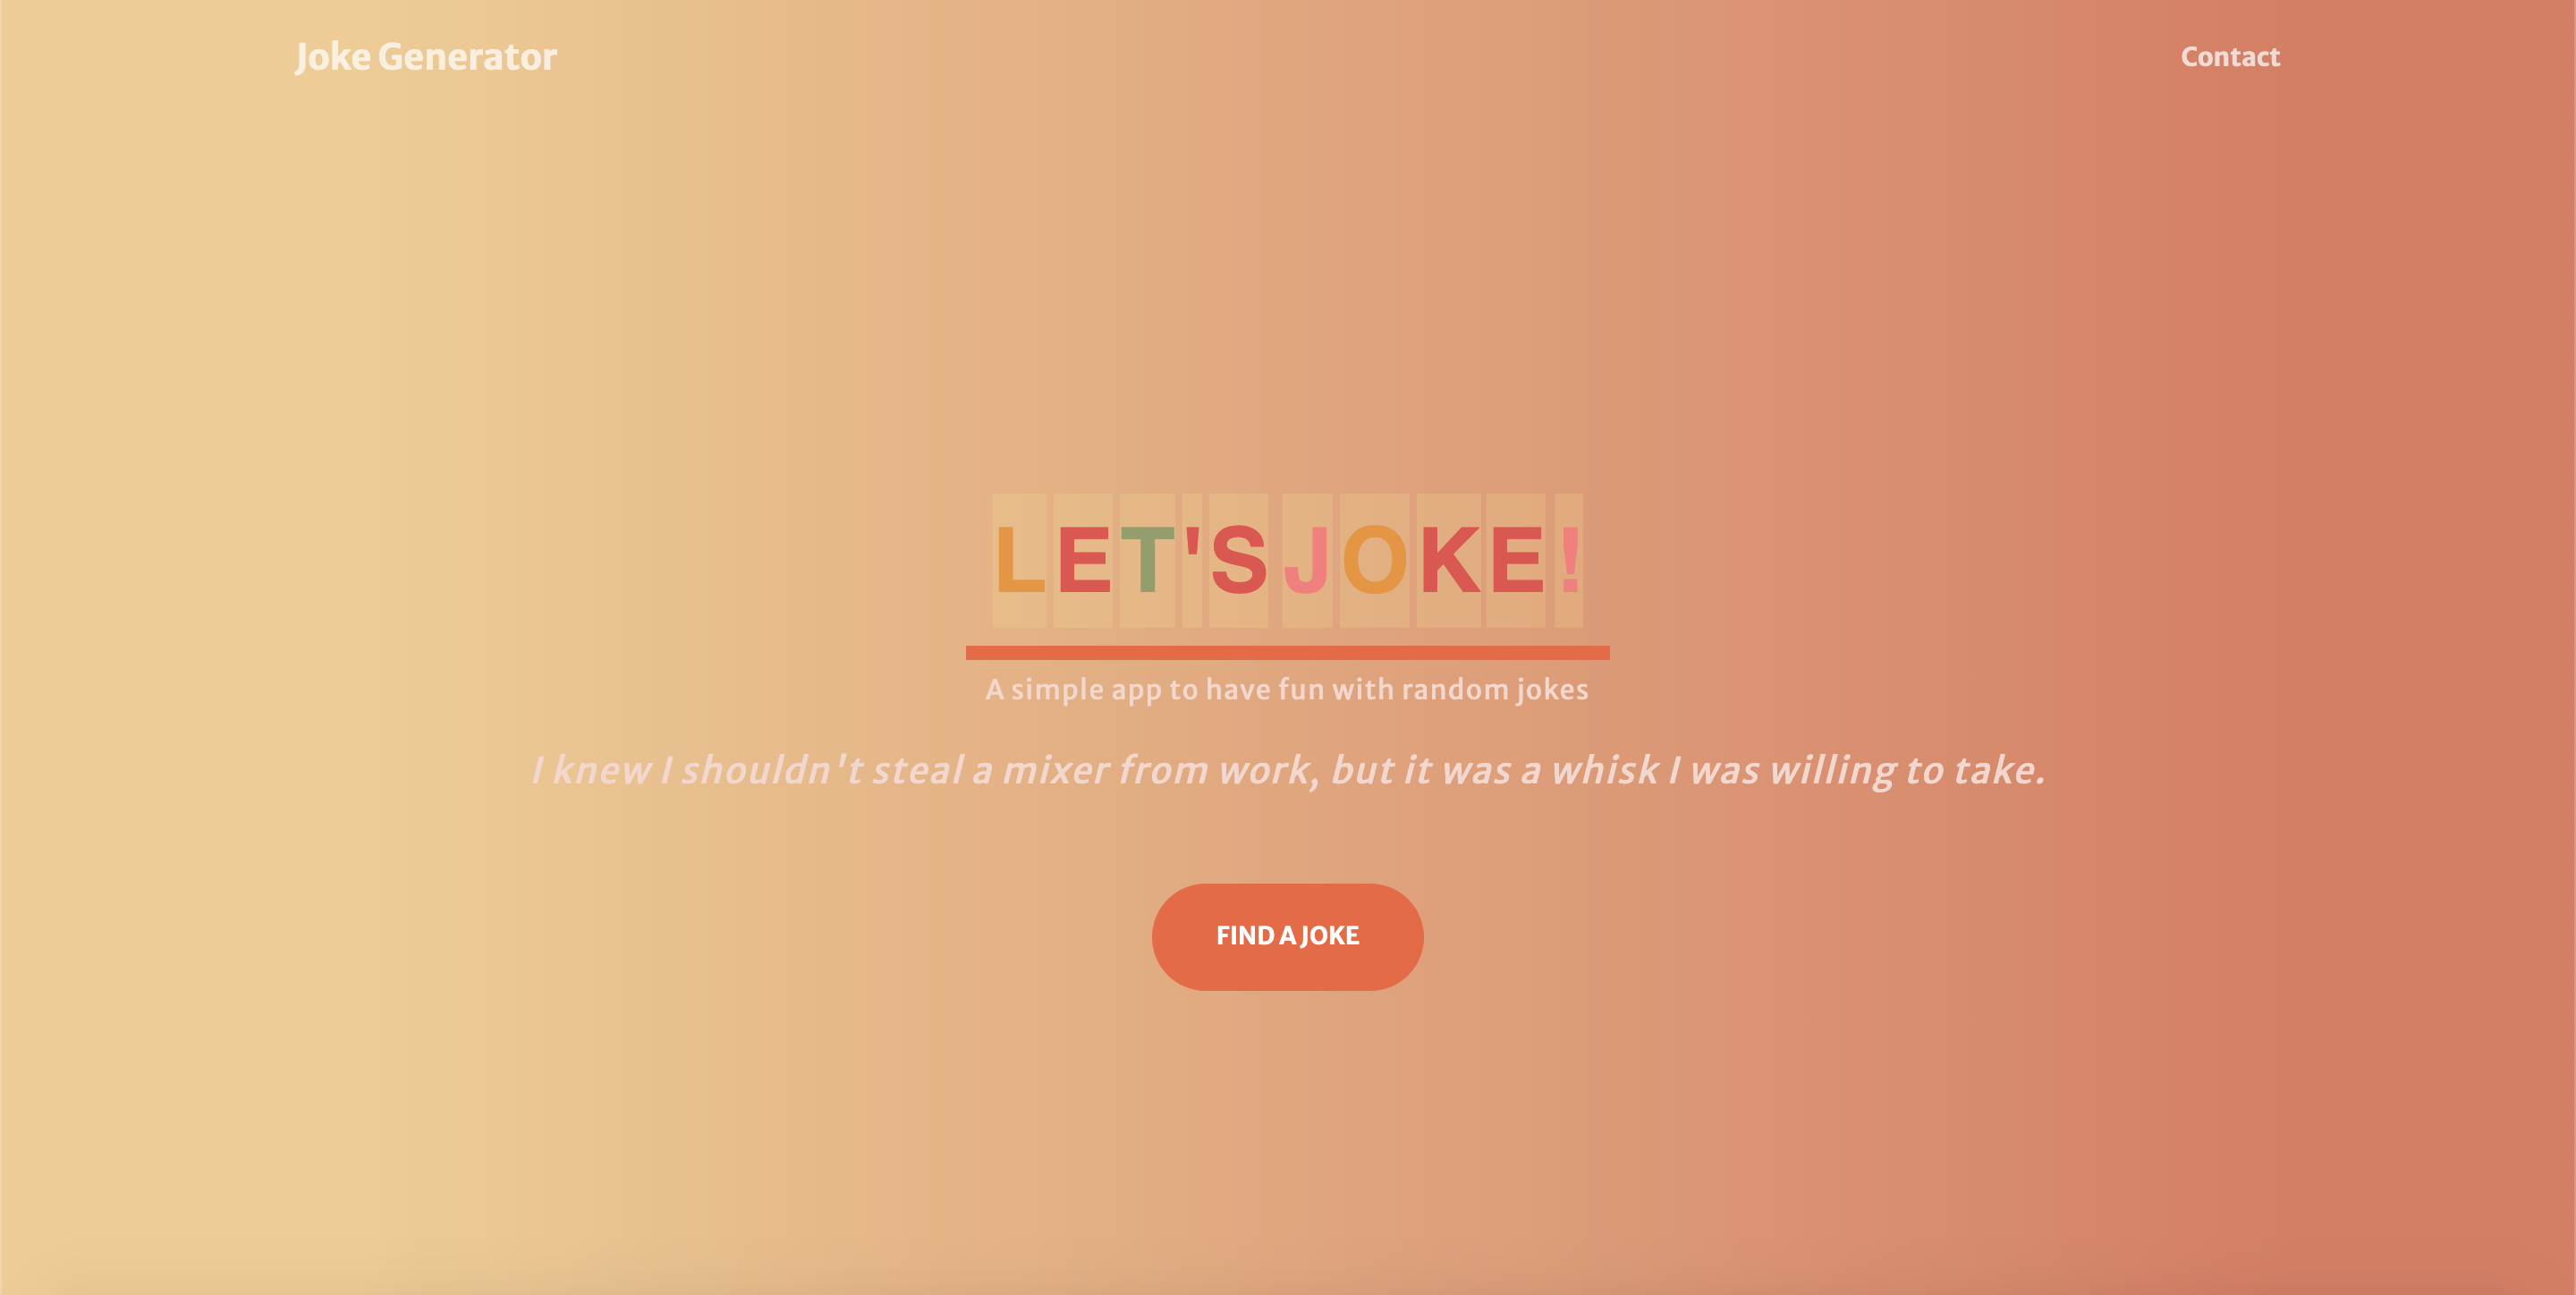 Joke Generator
Contact
LET'S JOKE!
A simple app to have fun with random jokes
I knew I shouldn't steal a mixer from work, but it was a whisk I was willing to take.
FIND A JOKE